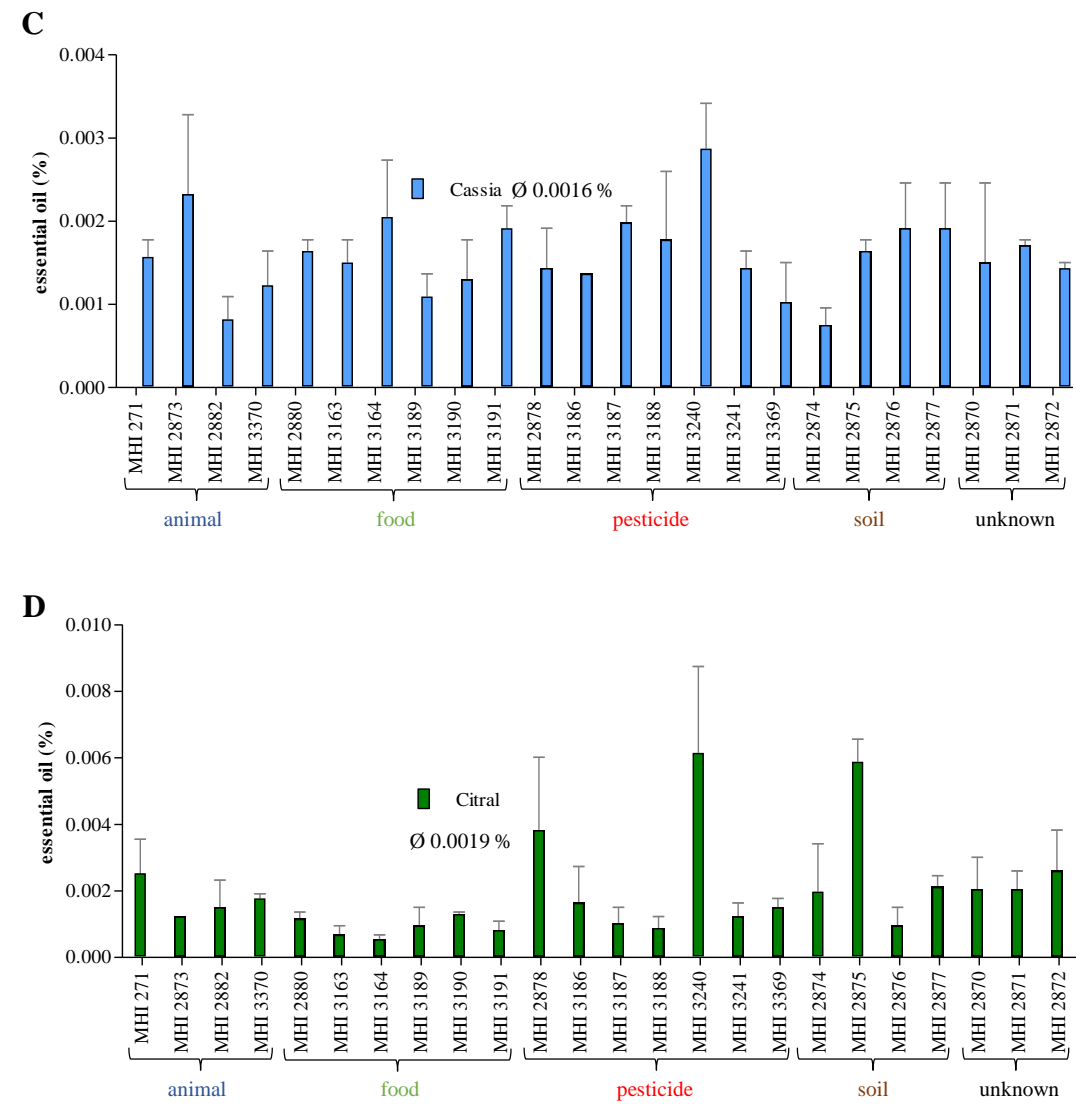 C
0.004
0.003
0.002
0.001
0.000
essential oil (%)
Cassia Ø 0.0016 %
MHI 271
MHI 2873
MHI 2882
MHI 3370
MHI 2880
MHI 3163
MHI 3164
MHI 3189
MHI 3190
MHI 3191
MHI 2878
MHI 3186
MHI 3187
MHI 3188
MHI 3240
MHI 3241
MHI 3369
MHI 2874
MHI 2875
MHI 2876
MHI 2877
MHI 2870
MHI 2871
MHI 2872
animal food pesticide soil unknown
D
0.010
0.008
0.006
0.004
0.002
0.000
essential oil (%)
Citral
Ø 0.0019 %
MHI 271
MHI 2873
MHI 2882
MHI 3370
MHI 2880
MHI 3163
MHI 3164
MHI 3189
MHI 3190
MHI 3191
MHI 2878
MHI 3186
MHI 3187
MHI 3188
MHI 3240
MHI 3241
MHI 3369
MHI 2874
MHI 2875
MHI 2876
MHI 2877
MHI 2870
MHI 2871
MHI 2872
animal food pesticide soil unknown